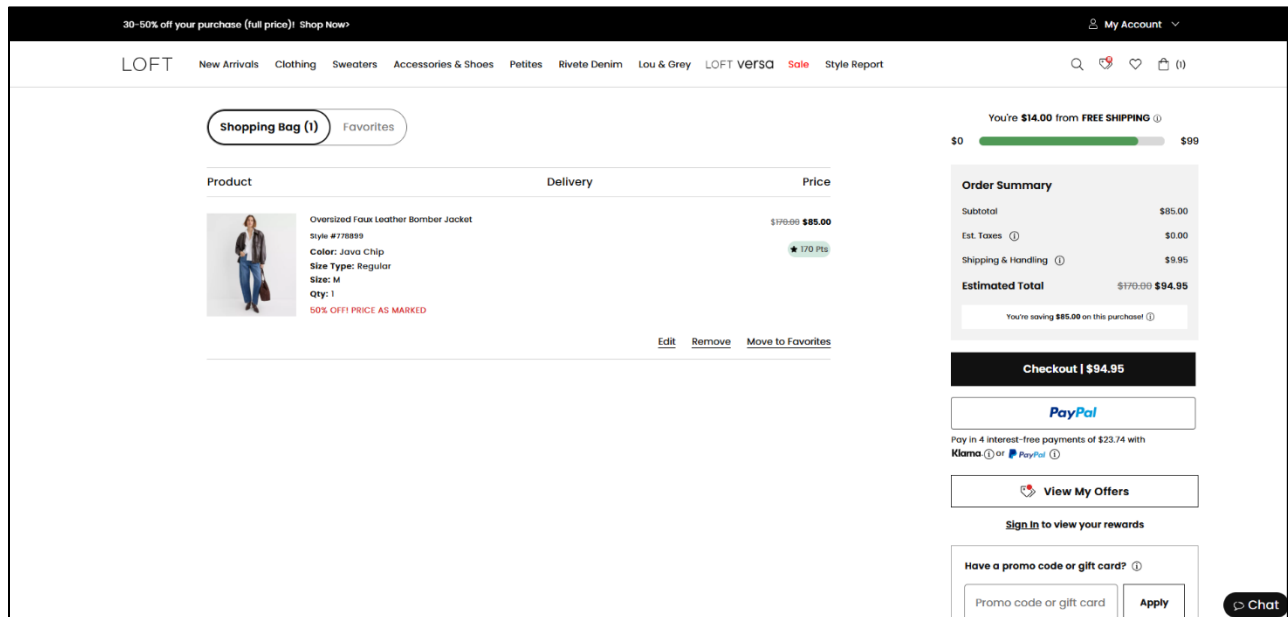 30-50% off your purchase (full price)! Shop Now>
My Account
LOFT New Arrivals Clothing Sweaters Accessories & Shoes Petites Rivete Denim Lou & Grey LOFT versa Sale Style Report
(1)
Shopping Bag (1) Favorites
Product Delivery Price
Oversized Faux Leather Bomber Jacket
$170.00 $85.00
Style #778899
Color: Java Chip
170 Pts
Size Type: Regular
Size: M
Qty: 1
50% OFF! PRICE AS MARKED
Edit Remove Move to Favorites
You're $14.00 from FREE SHIPPING
$0 $99
Order Summary
Subtotal $85.00
Est. Taxes $0.00
Shipping & Handling $9.95
Estimated Total $170.00 $94.95
You're saving $85.00 on this purchase!
Checkout | $94.95
PayPal
Pay in 4 interest-free payments of $23.74 with
Klarna. or PayPal
View My Offers
Sign In to view your rewards
Have a promo code or gift card?
Promo code or gift card Apply
Chat